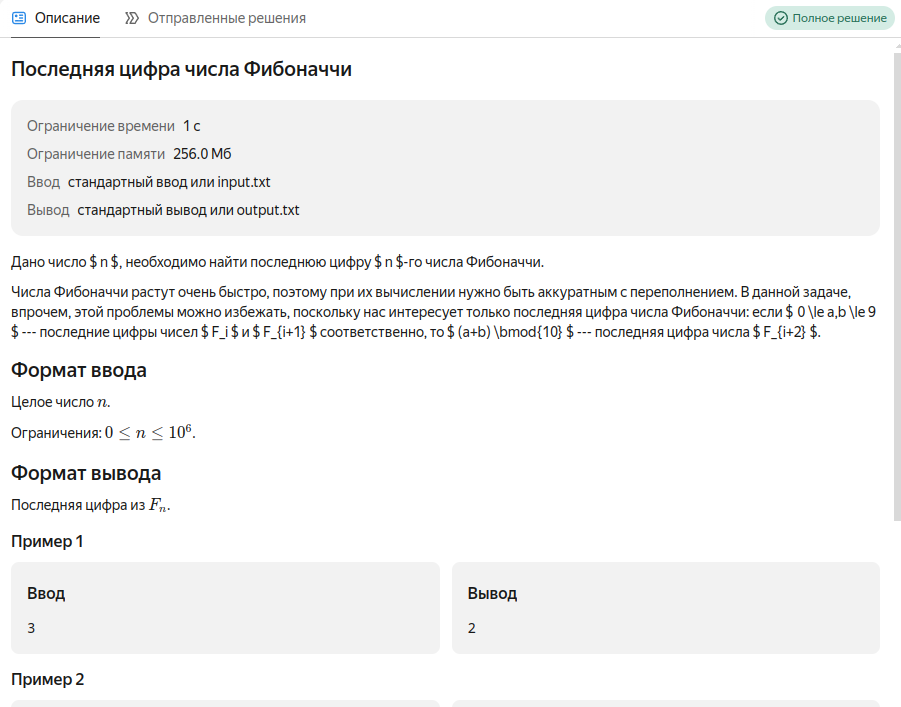 Описание Отправленные решения Полное решение
Последняя цифра числа Фибоначчи
Ограничение времени 1 с
Ограничение памяти 256.0 Мб
Ввод стандартный ввод или input.txt
Вывод стандартный вывод или output.txt
Дано число $ n $, необходимо найти последнюю цифру $ n $-го числа Фибоначчи.
Числа Фибоначчи растут очень быстро, поэтому при их вычислении нужно быть аккуратным с переполнением. В данной задаче,
впрочем, этой проблемы можно избежать, поскольку нас интересует только последняя цифра числа Фибоначчи: если $ 0 \le a,b \le 9
$ --- последние цифры чисел $ F_i $ и $ F_{i+1} $ соответственно, то $ (a+b) \bmod{10} $ --- последняя цифра числа $ F_{i+2} $.
Формат ввода
Целое число n.
Ограничения: 0 ≤ n ≤ 10⁶.
Формат вывода
Последняя цифра из Fₙ.
Пример 1
Ввод Вывод
3 2
Пример 2